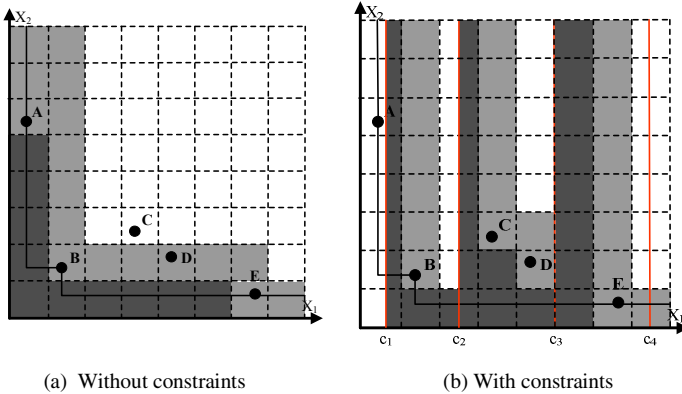 X2 X2
A A
C C
D D
B B
E E
X1 X1
c1 c2 c3 c4
(a) Without constraints (b) With constraints